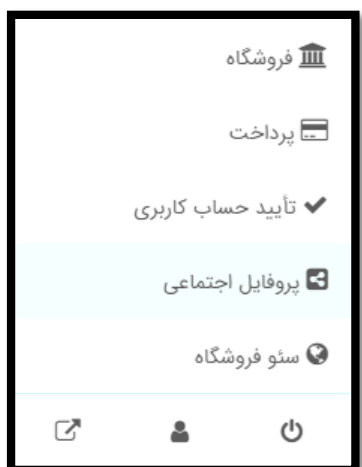 فروشگاه
پرداخت
تأیید حساب کاربری
پروفایل اجتماعی
سئو فروشگاه